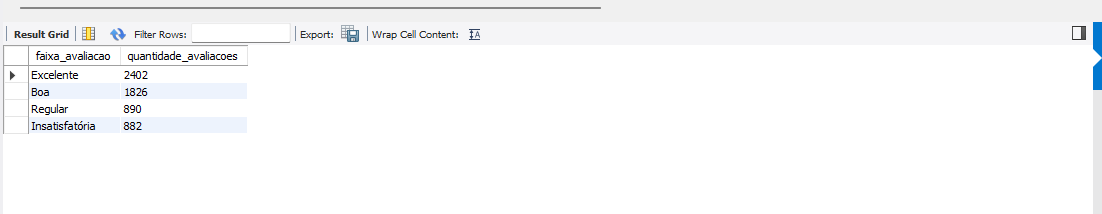 Result Grid Filter Rows: Export: Wrap Cell Content:
faixa_avaliacao quantidade_avaliacoes
Excelente 2402
Boa 1826
Regular 890
Insatisfatória 882